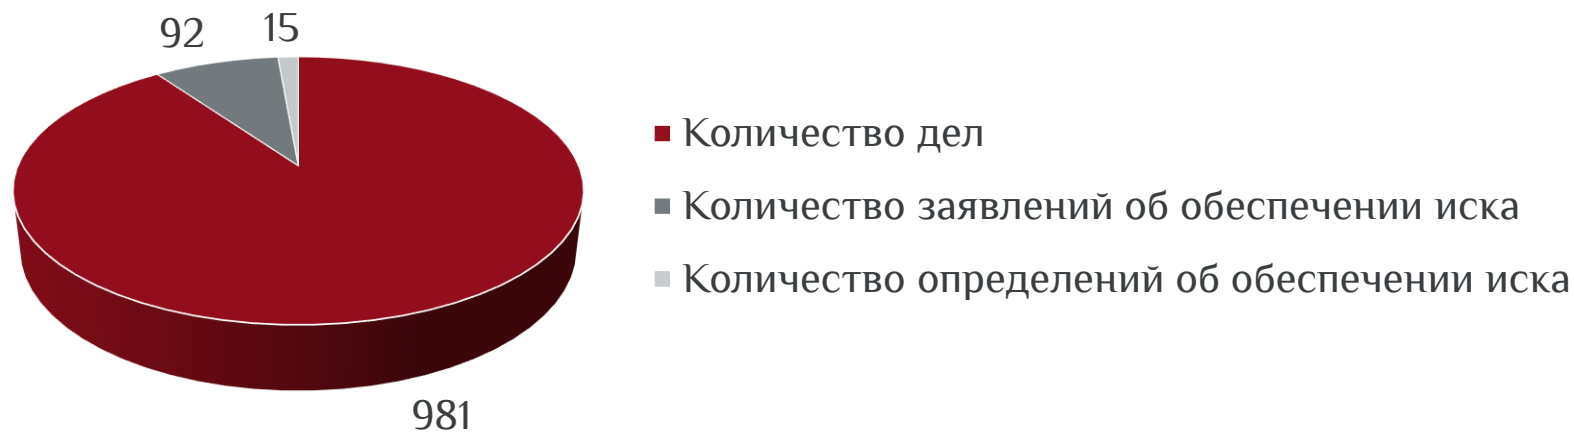 92
15
981
Количество дел
Количество заявлений об обеспечении иска
Количество определений об обеспечении иска